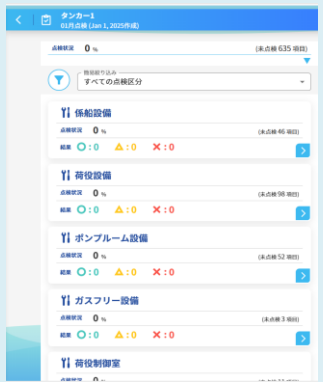 タンカー1
01月点検 (Jan 1, 2025作成)
点検状況 0 % (未点検 635 項目)
簡易絞り込み
すべての点検区分
係船設備
点検状況 0 % (未点検 46 項目)
結果 :0 :0 :0
荷役設備
点検状況 0 % (未点検 98 項目)
結果 :0 :0 :0
ポンプルーム設備
点検状況 0 % (未点検 52 項目)
結果 :0 :0 :0
ガスフリー設備
点検状況 0 % (未点検 3 項目)
結果 :0 :0 :0
荷役制御室